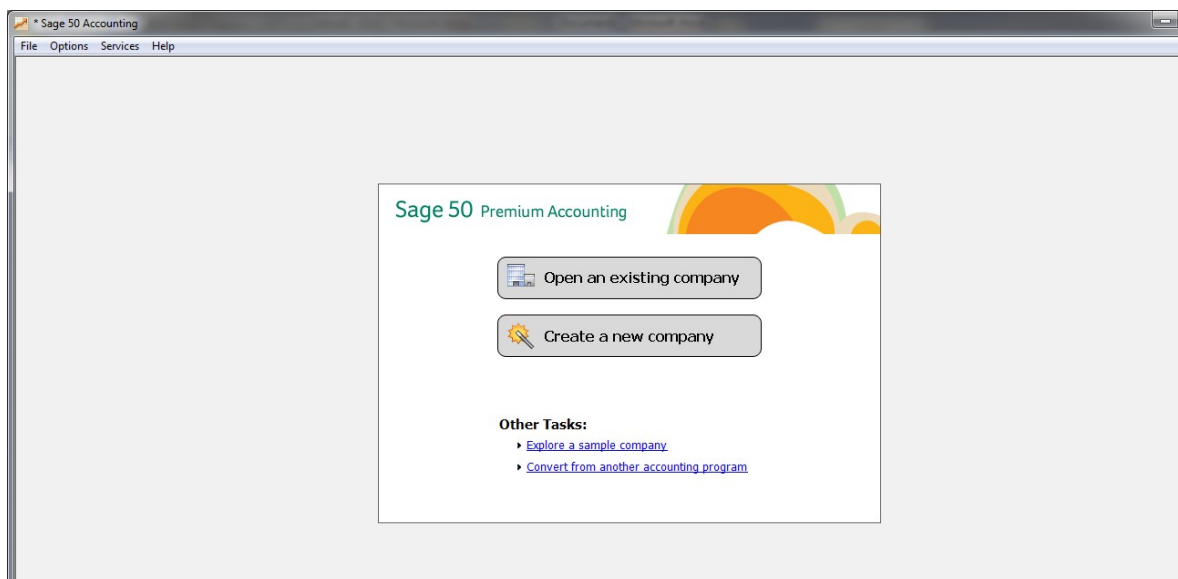 * Sage 50 Accounting
File Options Services Help
Sage 50 Premium Accounting
Open an existing company
Create a new company
Other Tasks:
Explore a sample company
Convert from another accounting program